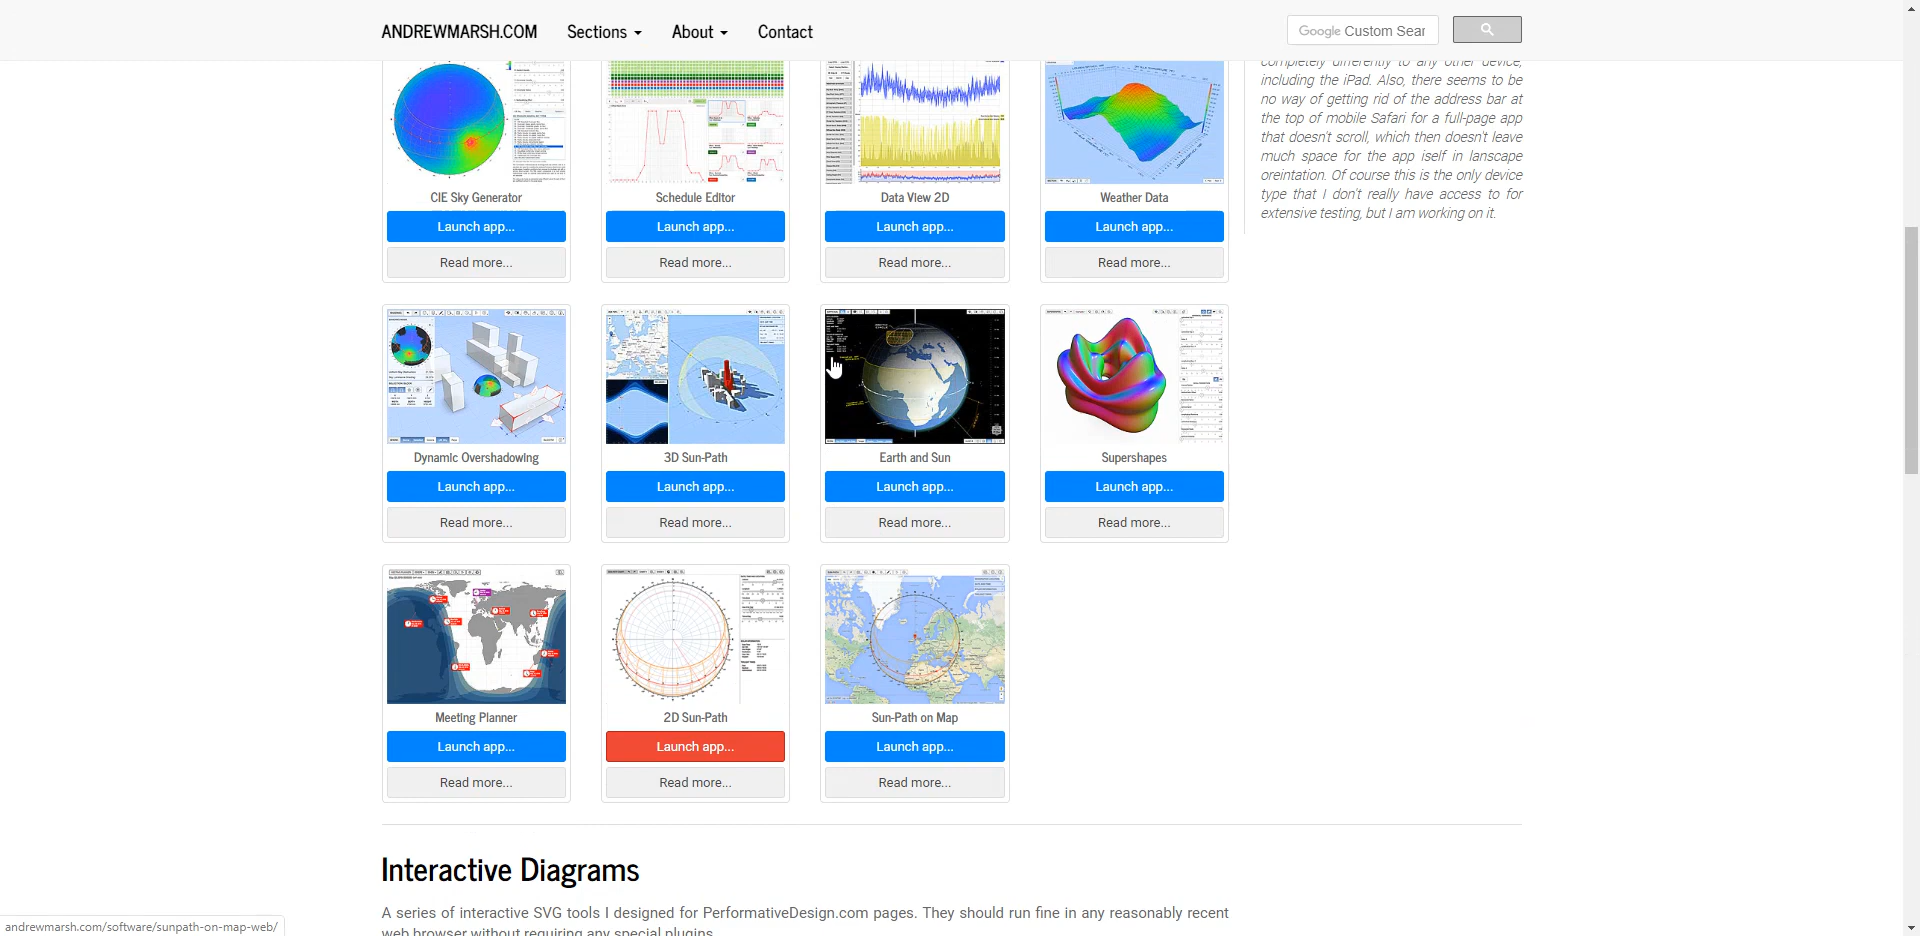 ANDREWMARSH.COM Sections About Contact Google Custom Sear
completely differently to any other device,
including the iPad. Also, there seems to be
no way of getting rid of the address bar at
the top of mobile Safari for a full-page app
that doesn't scroll, which then doesn't leave
much space for the app iself in lanscape
oreintation. Of course this is the only device
type that I don't really have access to for
extensive testing, but I am working on it.
CIE Sky Generator
Launch app...
Read more...
Schedule Editor
Launch app...
Read more...
Data View 2D
Launch app...
Read more...
Weather Data
Launch app...
Read more...
Dynamic Overshadowing
Launch app...
Read more...
3D Sun-Path
Launch app...
Read more...
Earth and Sun
Launch app...
Read more...
Supershapes
Launch app...
Read more...
Meeting Planner
Launch app...
Read more...
2D Sun-Path
Launch app...
Read more...
Sun-Path on Map
Launch app...
Read more...
Interactive Diagrams
A series of interactive SVG tools I designed for PerformativeDesign.com pages. They should run fine in any reasonably recent
web browser without requiring any special plugins.
andrewmarsh.com/software/sunpath-on-map-web/